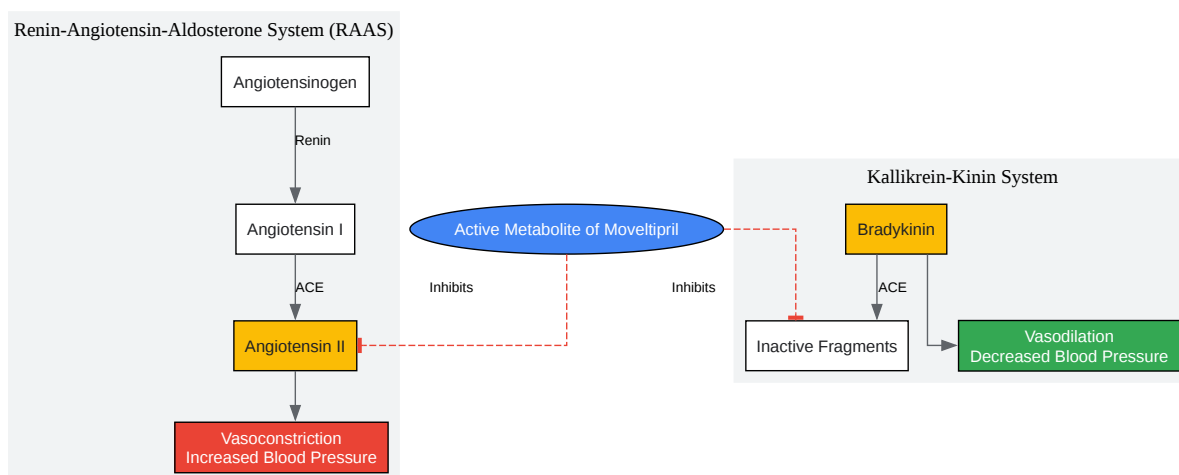 Renin-Angiotensin-Aldosterone System (RAAS)
Angiotensinogen
Renin
Angiotensin I
ACE
Angiotensin II
Vasoconstriction
Increased Blood Pressure
Active Metabolite of Moveltipril
Inhibits
Inhibits
Kallikrein-Kinin System
Bradykinin
ACE
Inactive Fragments
Vasodilation
Decreased Blood Pressure